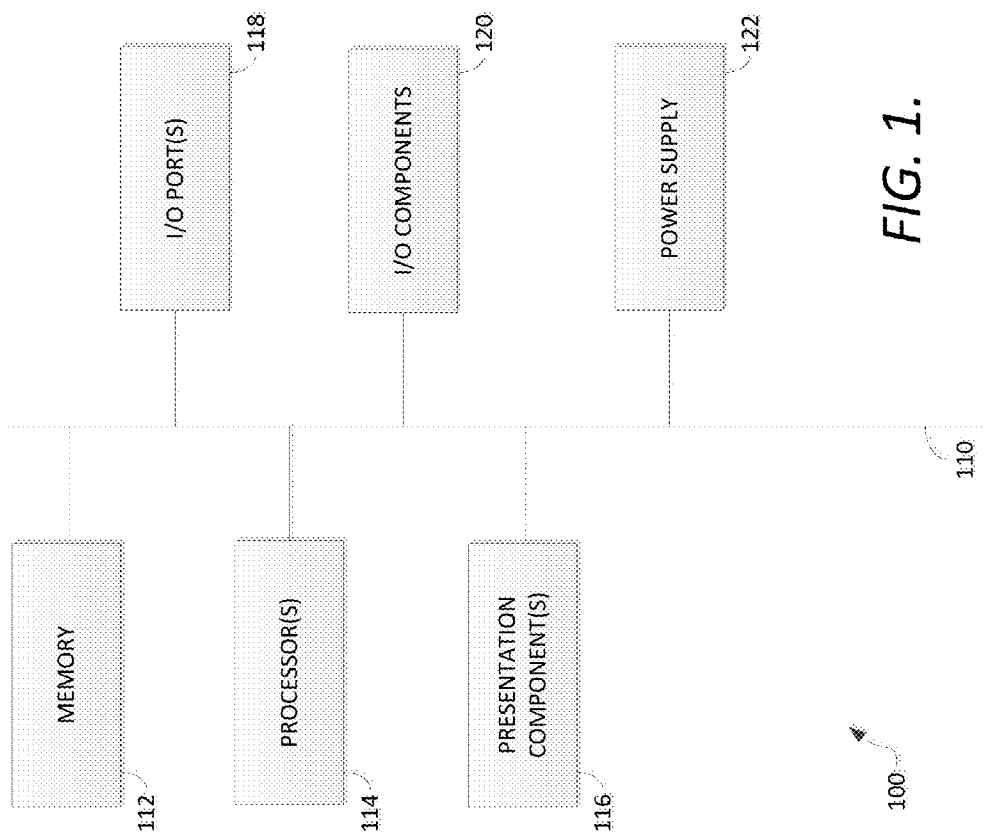 MEMORY
112
PROCESSOR(S)
114
PRESENTATION
COMPONENT(S)
116
I/O PORT(S)
118
I/O COMPONENTS
120
POWER SUPPLY
122
110
100
FIG. 1.